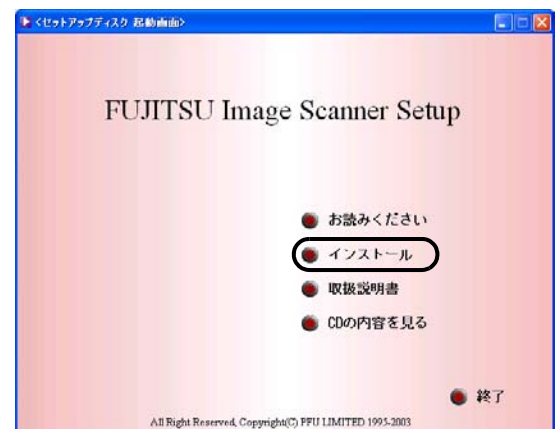 <セットアップディスク 起動画面>
FUJITSU Image Scanner Setup
お読みください
インストール
取扱説明書
CDの内容を見る
終了
All Right Reserved, Copyright(C) PFU LIMITED 1995-2003